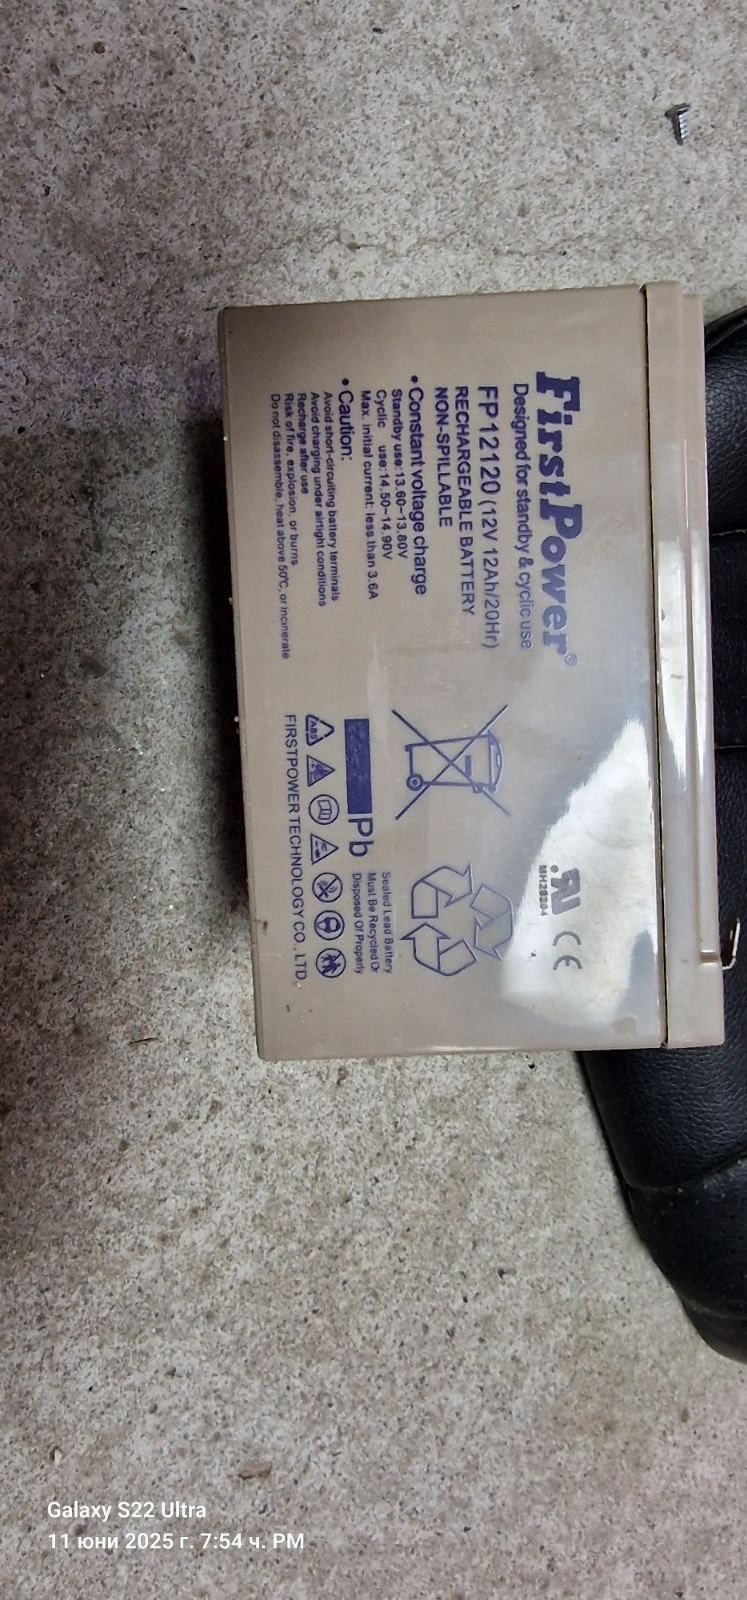 FirstPower®
Designed for standby & cyclic use
FP12120 (12V 12Ah/20Hr)
RECHARGEABLE BATTERY
NON-SPILLABLE
• Constant voltage charge
Standby use:13.60~13.80V
Cyclic use:14.50~14.90V
Max. initial current: less than 3.6A
• Caution:
Avoid short-circuiting battery terminals
Avoid charging under airtight conditions
Recharge after use
Risk of fire, explosion, or burns
Do not disassemble, heat above 50℃, or incinerate
CE
MH28204
Sealed Lead Battery
Must Be Recycled Or
Disposed Of Properly
Pb
ABS
FIRSTPOWER TECHNOLOGY CO., LTD.
Galaxy S22 Ultra
11 юни 2025 г. 7:54 ч. PM